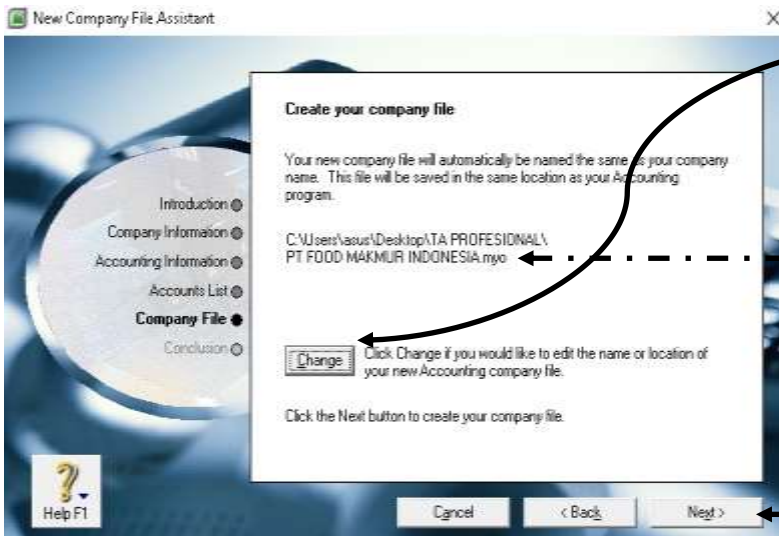 New Company File Assistant
Create your company file
Your new company file will automatically be named the same as your company
name. This file will be saved in the same location as your Accounting
program.
C:\Users\asus\Desktop\TA PROFESIONAL\
PT FOOD MAKMUR INDONESIA.myo
Introduction
Company Information
Accounting Information
Accounts List
Company File
Conclusion
Change
Click Change if you would like to edit the name or location of
your new Accounting company file.
Click the Next button to create your company file.
Help F1
Cancel
< Back
Next >